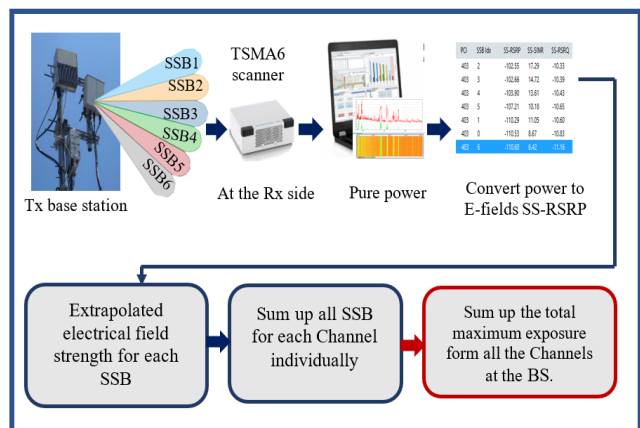 SSB1
SSB2
SSB3
SSB4
SSB5
SSB6
Tx base station
TSMA6
scanner
At the Rx side
Pure power
PCI SSB Idx SS-RSRP SS-SINR SS-RSRQ
403 2 -102.55 17.29 -10.33
403 3 -102.66 14.72 -10.39
403 4 -103.90 13.61 -10.43
403 5 -107.21 10.18 -10.65
403 1 -110.29 11.05 -10.60
403 0 -110.53 8.67 -10.83
403 6 -110.60 6.42 -11.16
Convert power to
E-fields SS-RSRP
Extrapolated
electrical field
strength for each
SSB
Sum up all SSB
for each Channel
individually
Sum up the total
maximum exposure
form all the Channels
at the BS.